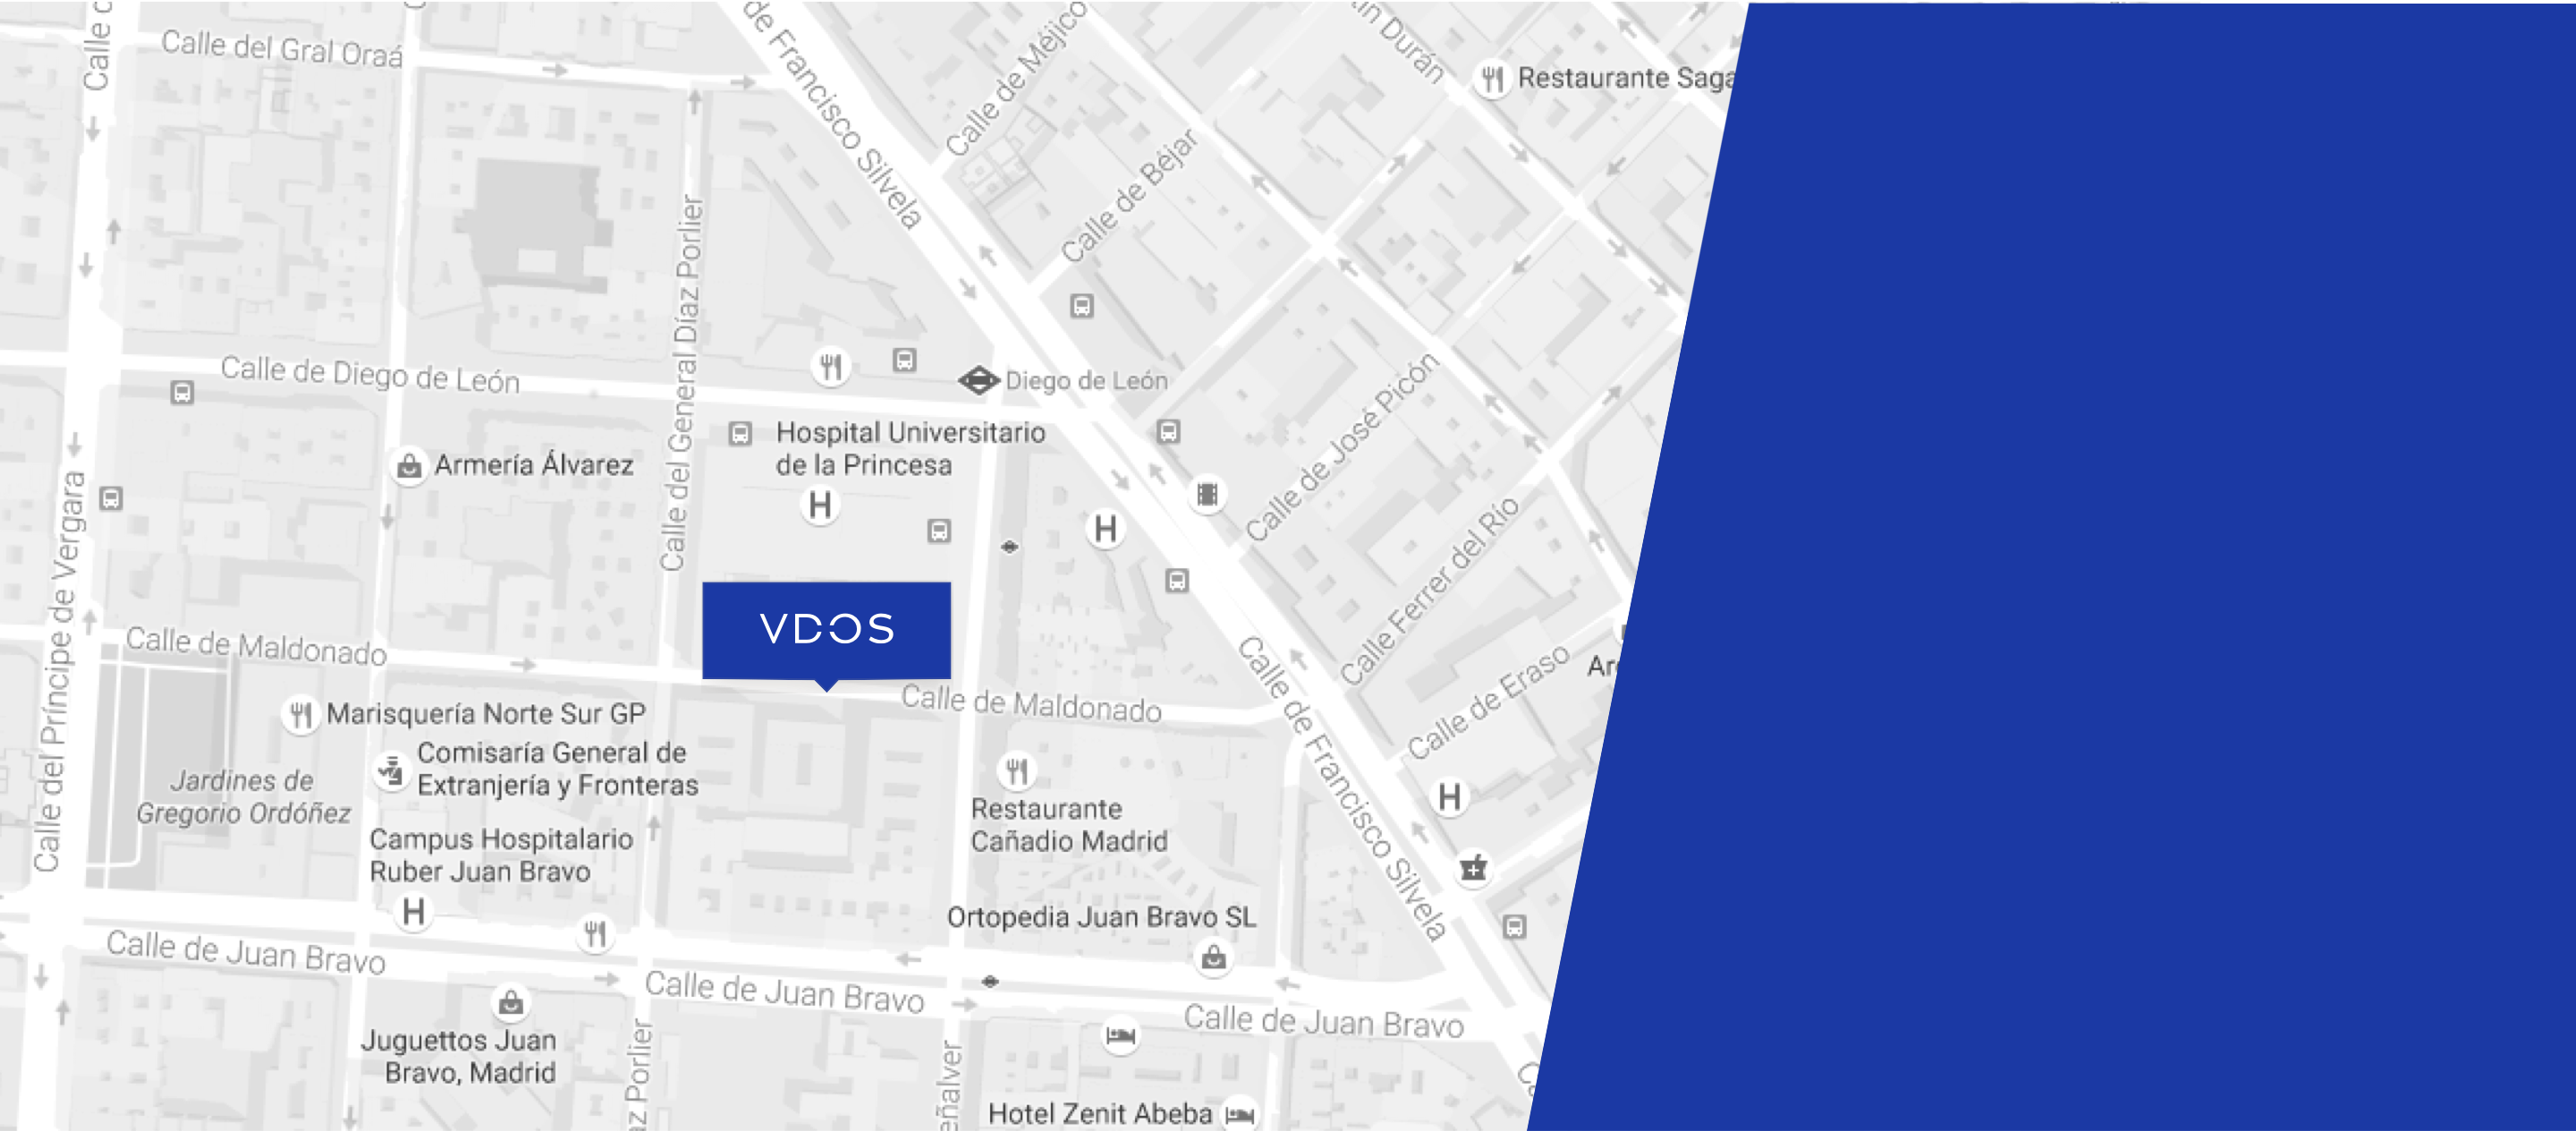 Calle del Gral Oraá
de Francisco Silvela
Calle de Méjico
Calle de Béjar
Restaurante Saga
Calle
Calle de Diego de León
Calle del General Díaz Porlier
Diego de León
Hospital Universitario
de la Princesa
H
H
Armería Álvarez
Calle de José Picón
Calle Ferrer del Río
Calle del Príncipe de Vergara
VDOS
Calle de Maldonado
Calle de Maldonado
Calle de Francisco Silvela
Calle de Eraso
Marisquería Norte Sur GP
Comisaría General de
Extranjería y Fronteras
Jardines de
Gregorio Ordóñez
Restaurante
Cañadio Madrid
H
Campus Hospitalario
Ruber Juan Bravo
H
Ortopedia Juan Bravo SL
Calle de Juan Bravo
Calle de Juan Bravo
Calle de Juan Bravo
Juguettos Juan
Bravo, Madrid
az Porlier
eñalver
Hotel Zenit Abeba